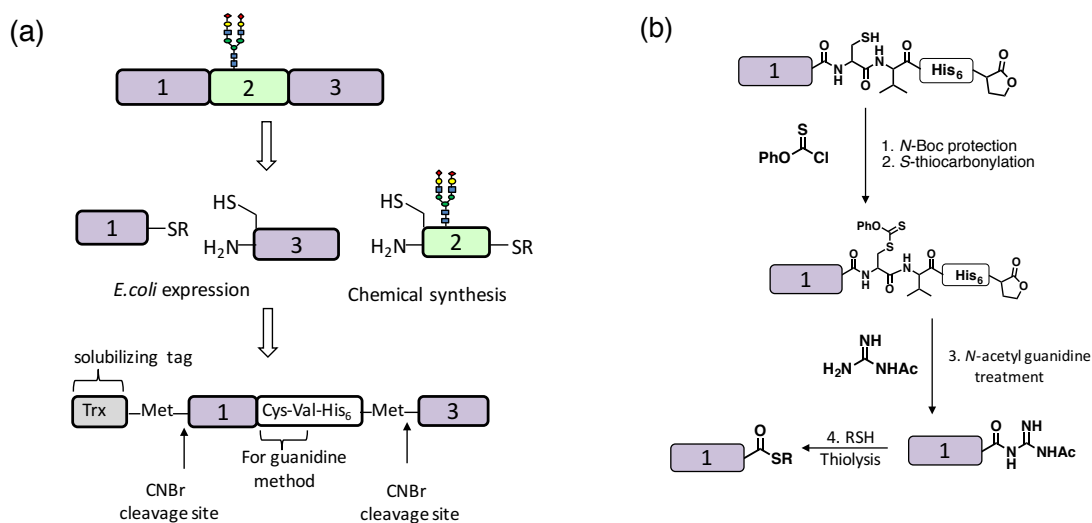 (a)
1
2
3
1
SR
HS
H2N
3
HS
H2N
2
SR
E.coli expression
Chemical synthesis
solubilizing tag
Trx
Met
1
Cys-Val-His6
Met
3
For guanidine
method
CNBr
cleavage site
CNBr
cleavage site
(b)
1
O
N
H
SH
O
H
N
O
His6
O
O
S
PhO
Cl
1. N-Boc protection
2. S-thiocarbonylation
PhO
S
S
1
O
N
H
O
H
N
O
His6
O
O
NH
H2N
NHAc
3. N-acetyl guanidine
treatment
1
O
SR
4. RSH
Thiolysis
1
O
N
H
NH
NHAc